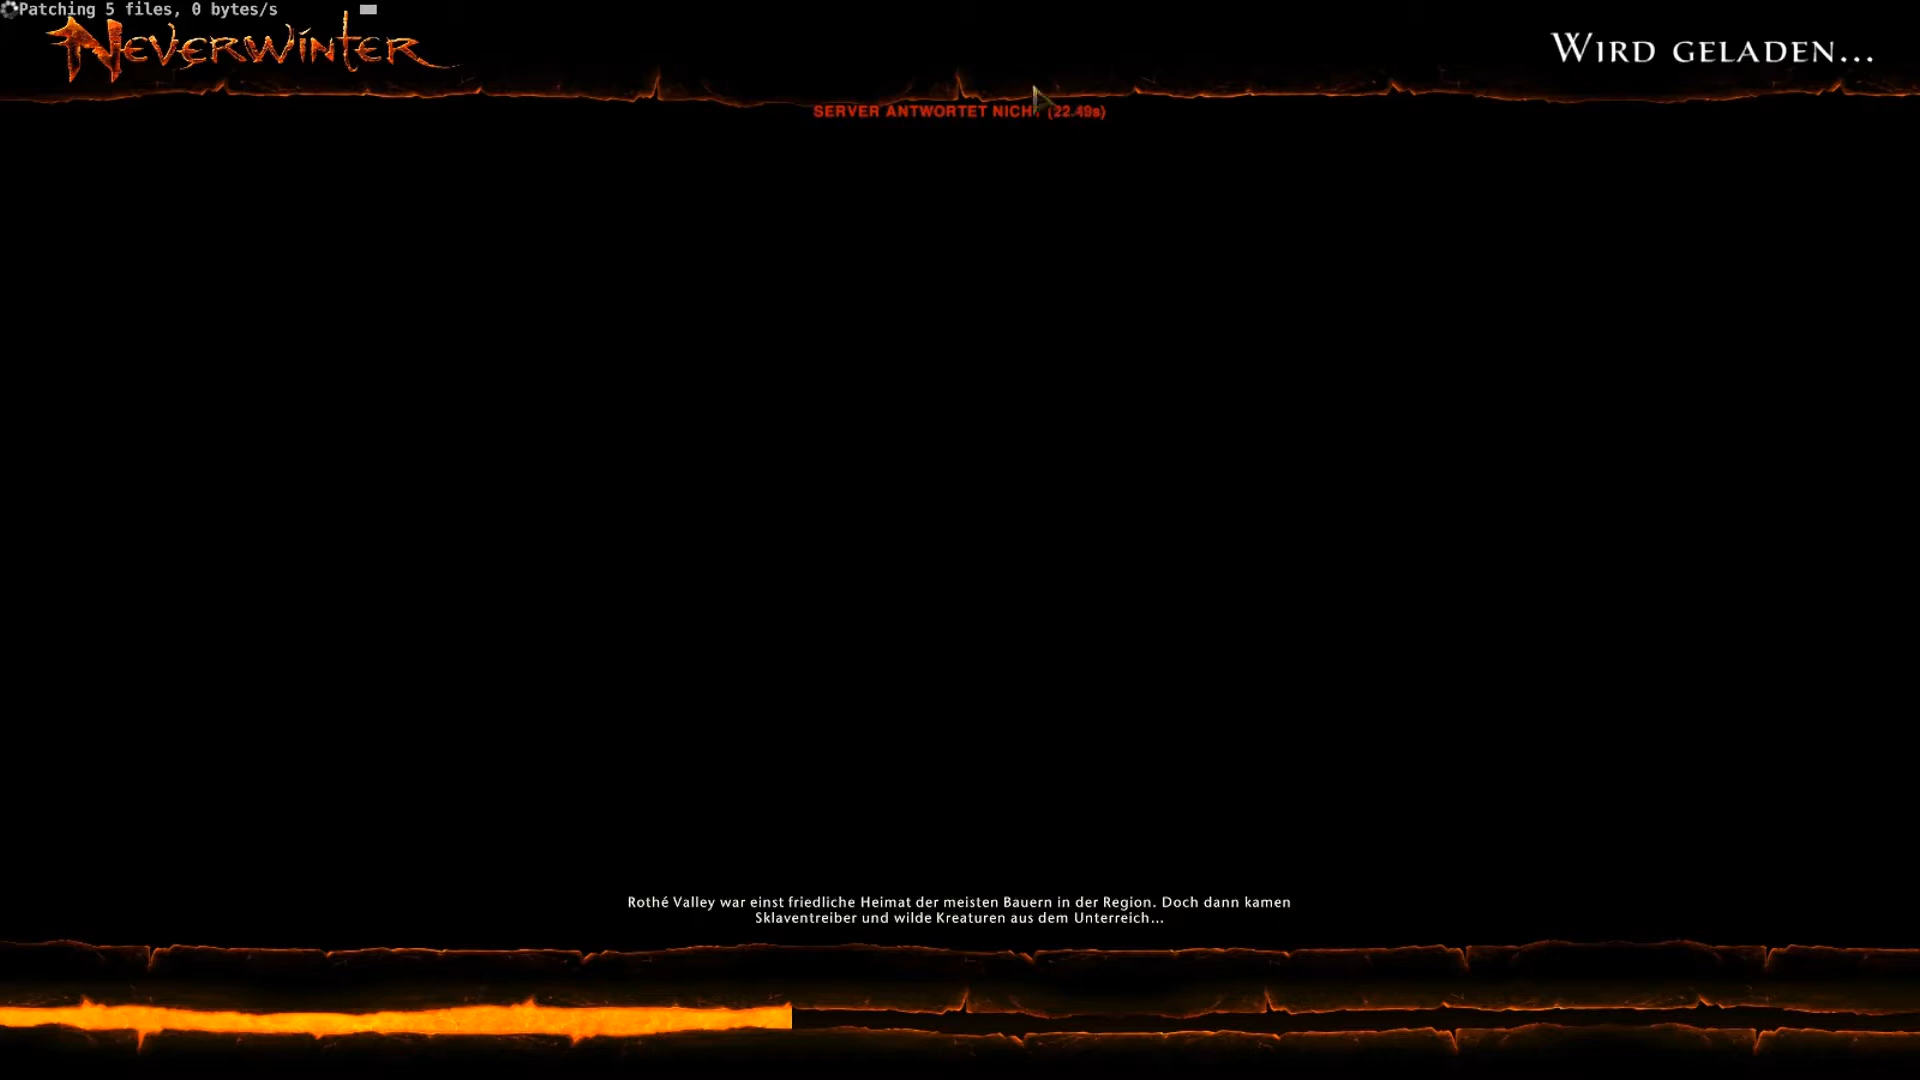 Patching 5 files, 0 bytes/s
NEVERWINTER
WIRD GELADEN...
SERVER ANTWORTET NICHT (22.49s)
Rothé Valley war einst friedliche Heimat der meisten Bauern in der Region. Doch dann kamen
Sklaventreiber und wilde Kreaturen aus dem Unterreich...